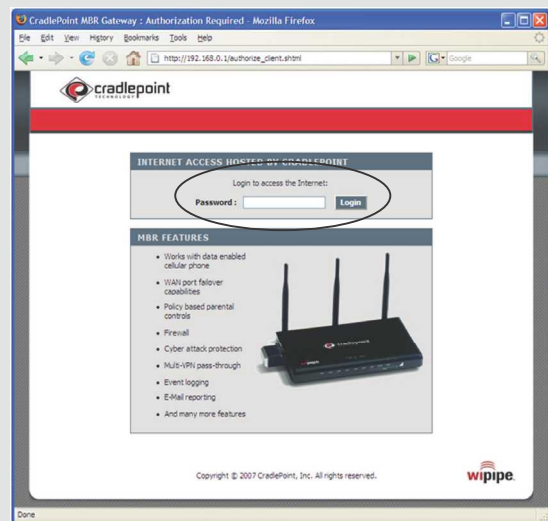 CradlePoint MBR Gateway : Authorization Required - Mozilla Firefox
File Edit View History Bookmarks Tools Help
http://192.168.0.1/authorize_client.shtml
Google
cradlepoint
TECHNOLOGY
INTERNET ACCESS HOSTED BY CRADLEPOINT
Login to access the Internet:
Password : Login
MBR FEATURES
• Works with data enabled
cellular phone
• WAN port failover
capabilities
• Policy based parental
controls
• Firewall
• Cyber attack protection
• Multi-VPN pass-through
• Event logging
• E-Mail reporting
• And many more features
cradlepoint
wipipe
Copyright © 2007 CradlePoint, Inc. All rights reserved.
wipipe
Done